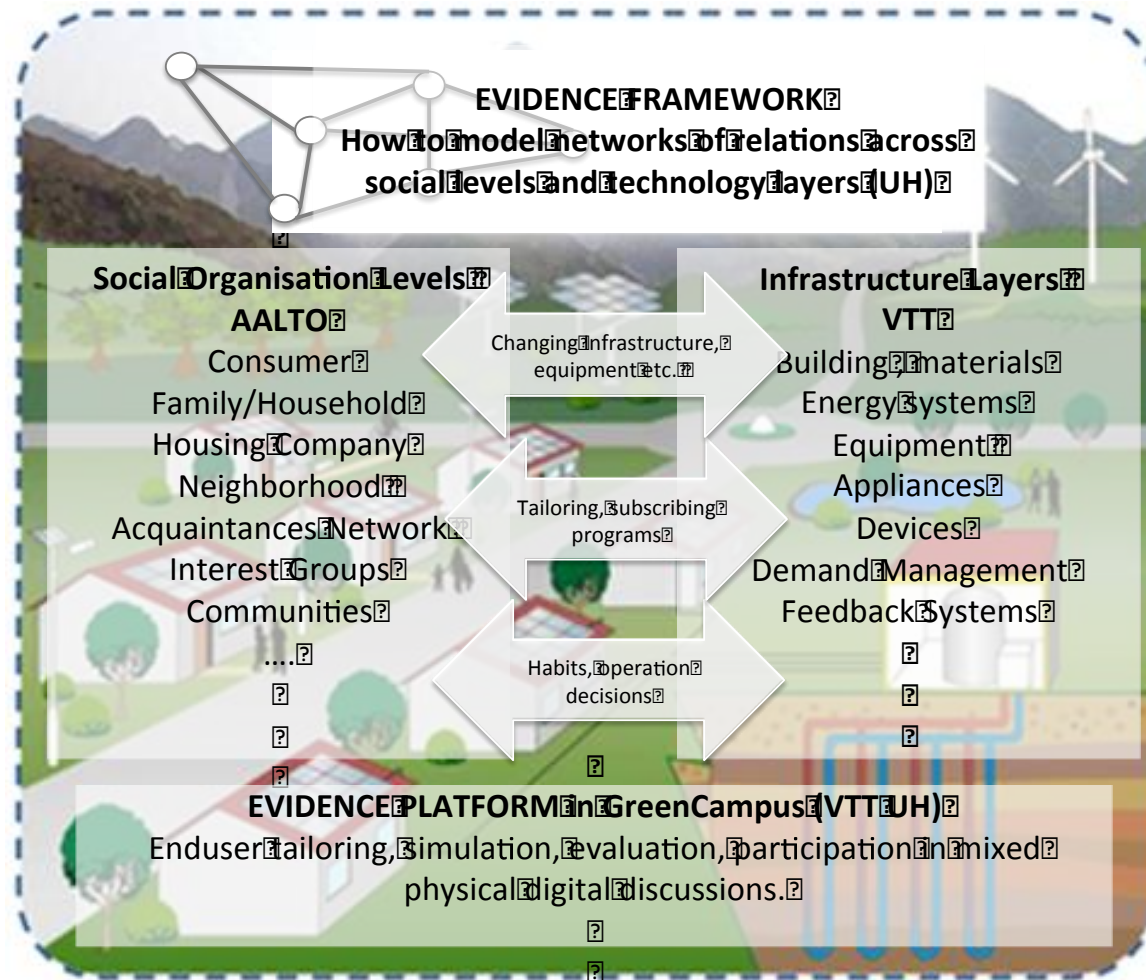 EVIDENCE FRAMEWORK
How to model networks of relations across
social levels and technology layers (UH)
Social Organisation Levels
AALTO
Consumer
Family/Household
Housing Company
Neighborhood
Acquaintances Network
Interest Groups
Communities
....
Changing infrastructure,
equipment etc.
Tailoring, subscribing
programs
Habits, operation
decisions
Infrastructure Layers
VTT
Building , materials
Energy systems
Equipment
Appliances
Devices
Demand Management
Feedback Systems
EVIDENCE PLATFORM in GreenCampus (VTT UH)
Enduser tailoring, simulation, evaluation, participation in mixed
physical digital discussions.